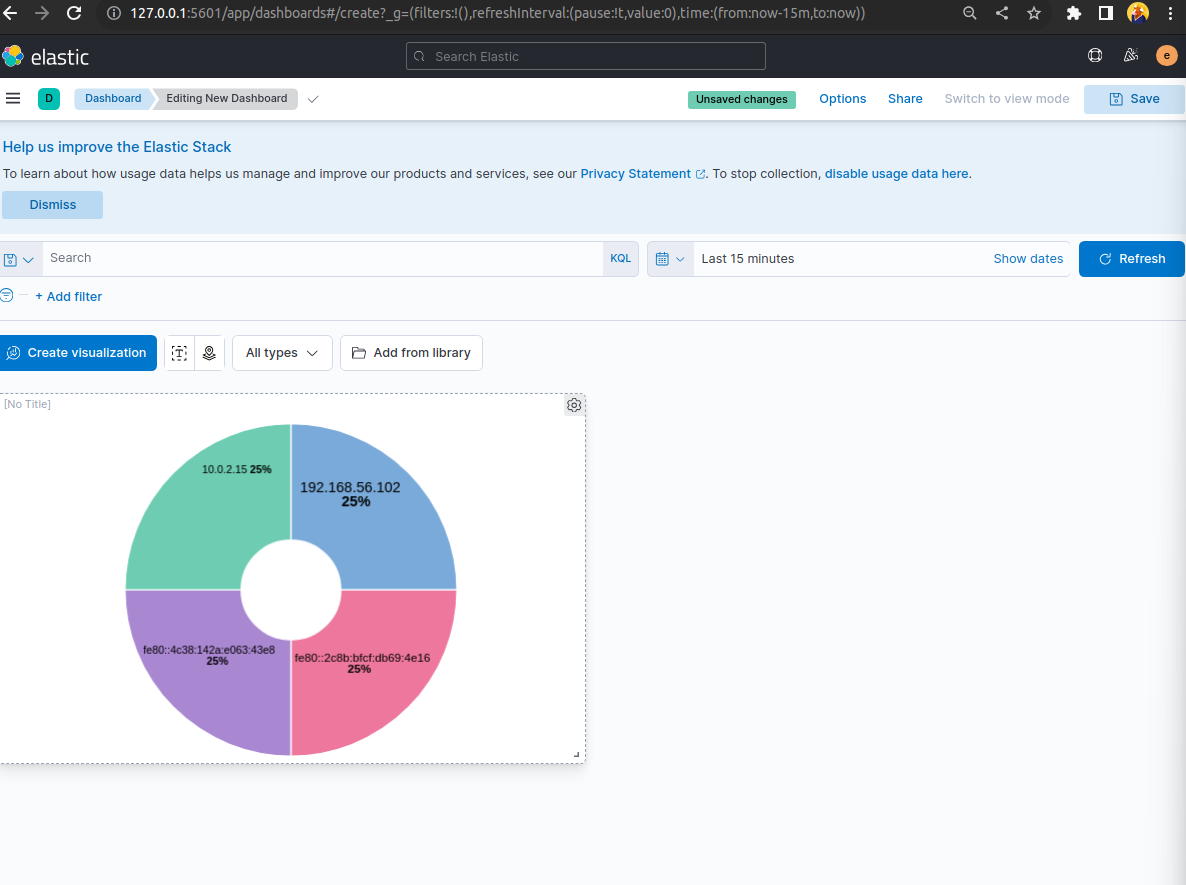 127.0.0.1:5601/app/dashboards#/create?_g=(filters:!(),refreshInterval:(pause:!t,value:0),time:(from:now-15m,to:now))
elastic
Search Elastic
e
D
Dashboard
Editing New Dashboard
Unsaved changes
Options
Share
Switch to view mode
Save
Help us improve the Elastic Stack
To learn about how usage data helps us manage and improve our products and services, see our Privacy Statement. To stop collection, disable usage data here.
Dismiss
Search
KQL
Last 15 minutes
Show dates
Refresh
+ Add filter
Create visualization
T
All types
Add from library
[No Title]
10.0.2.15 25%
192.168.56.102
25%
fe80::4c38:142a:e063:43e8
25%
fe80::2c8b:bfcf:db69:4e16
25%